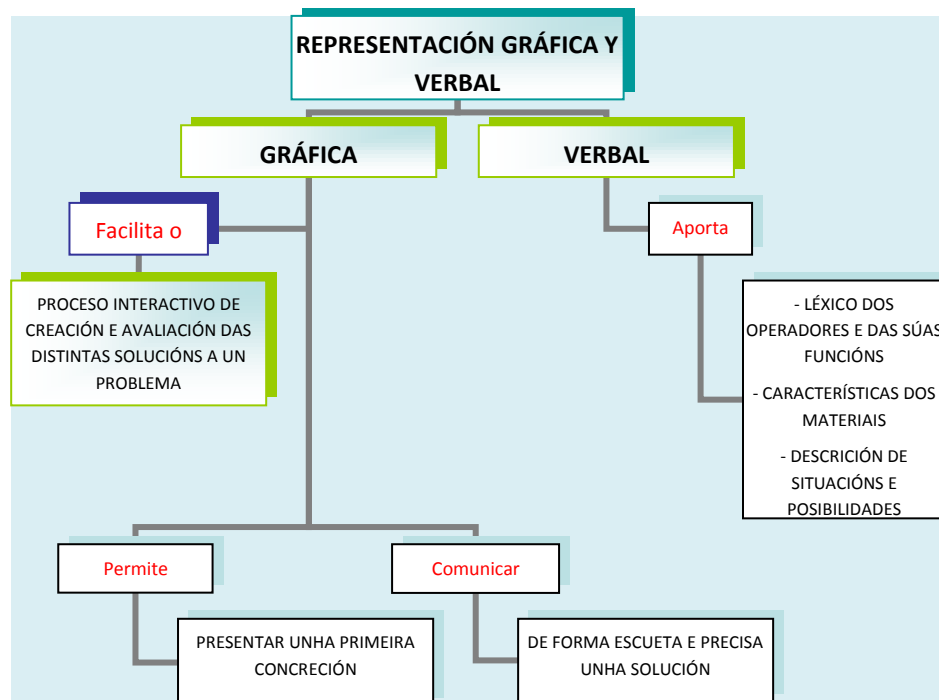 REPRESENTACIÓN GRÁFICA Y
VERBAL
GRÁFICA
VERBAL
Facilita o
Aporta
PROCESO INTERACTIVO DE
CREACIÓN E AVALIACIÓN DAS
DISTINTAS SOLUCIÓNS A UN
PROBLEMA
- LÉXICO DOS
OPERADORES E DAS SÚAS
FUNCIÓNS
- CARACTERÍSTICAS DOS
MATERIAIS
- DESCRICIÓN DE
SITUACIÓNS E
POSIBILIDADES
Permite
Comunicar
PRESENTAR UNHA PRIMEIRA
CONCRECIÓN
DE FORMA ESCUETA E PRECISA
UNHA SOLUCIÓN